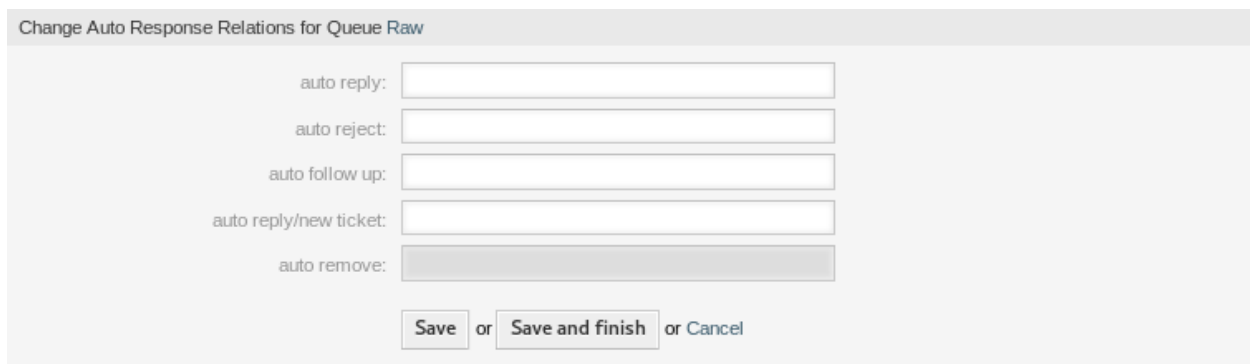 Change Auto Response Relations for Queue Raw
auto reply:
auto reject:
auto follow up:
auto reply/new ticket:
auto remove:
Save or Save and finish or Cancel